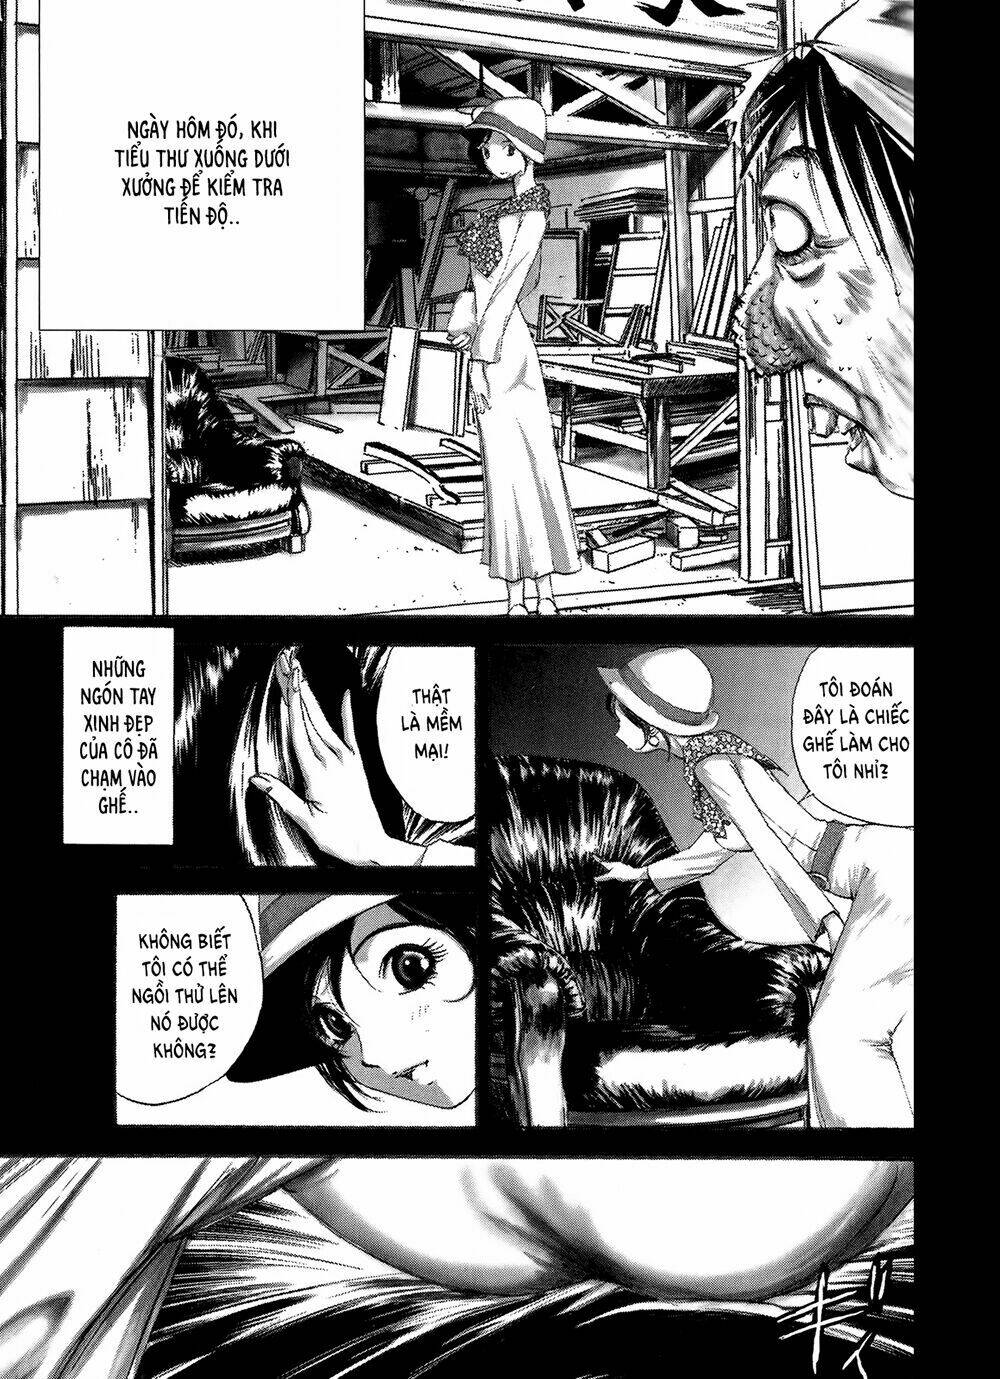 NGÀY HÔM ĐÓ, KHI
TIỂU THƯ XUỐNG DƯỚI
XƯỞNG ĐỂ KIỂM TRA
TIẾN ĐỘ..
TÔI ĐOÁN
ĐÂY LÀ CHIẾC
GHẾ LÀM CHO
TÔI NHỈ?
THẬT
LÀ MỀM
MẠI!
NHỮNG
NGÓN TAY
XINH ĐẸP
CỦA CÔ ĐÃ
CHẠM VÀO
GHẾ..
KHÔNG BIẾT
TÔI CÓ THỂ
NGỒI THỬ LÊN
NÓ ĐƯỢC
KHÔNG?